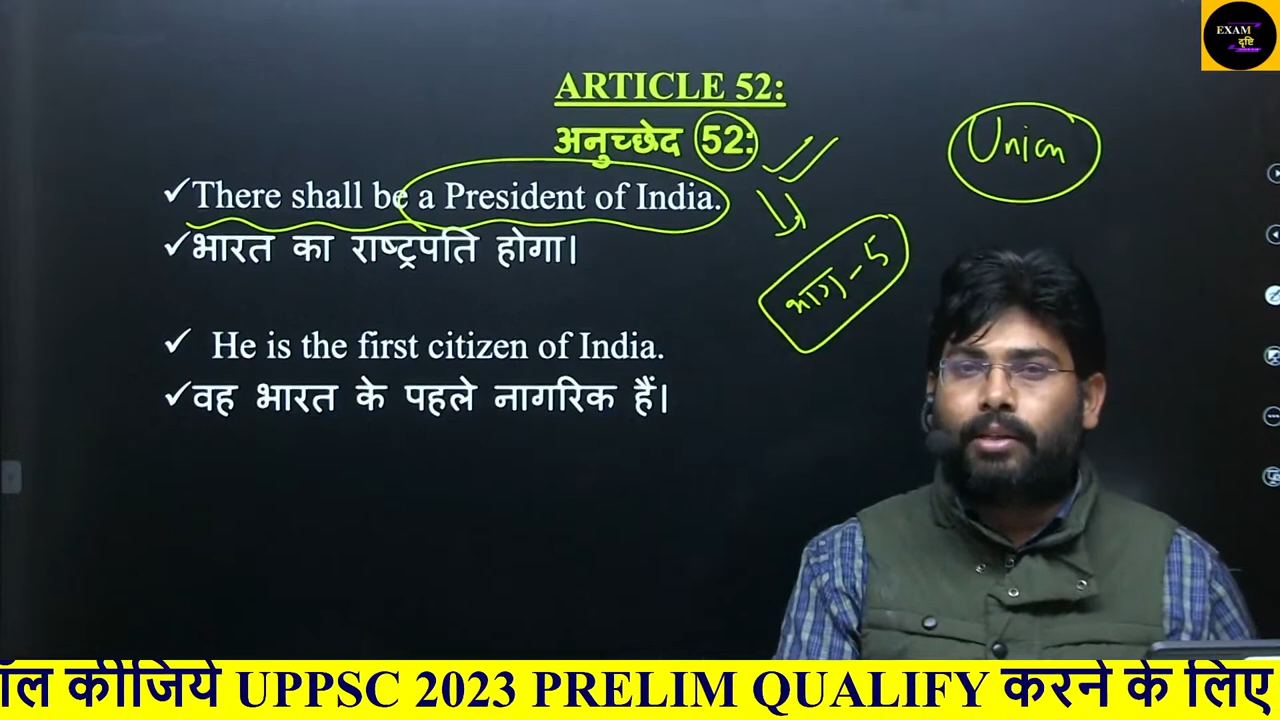 EXAM
दृष्टि
ARTICLE 52:
अनुच्छेद 52:
Union
✓There shall be a President of India.
✓भारत का राष्ट्रपति होगा।
भाग-5
✓ He is the first citizen of India.
✓वह भारत के पहले नागरिक हैं।
ॉल कीजिये UPPSC 2023 PRELIM QUALIFY करने के लिए